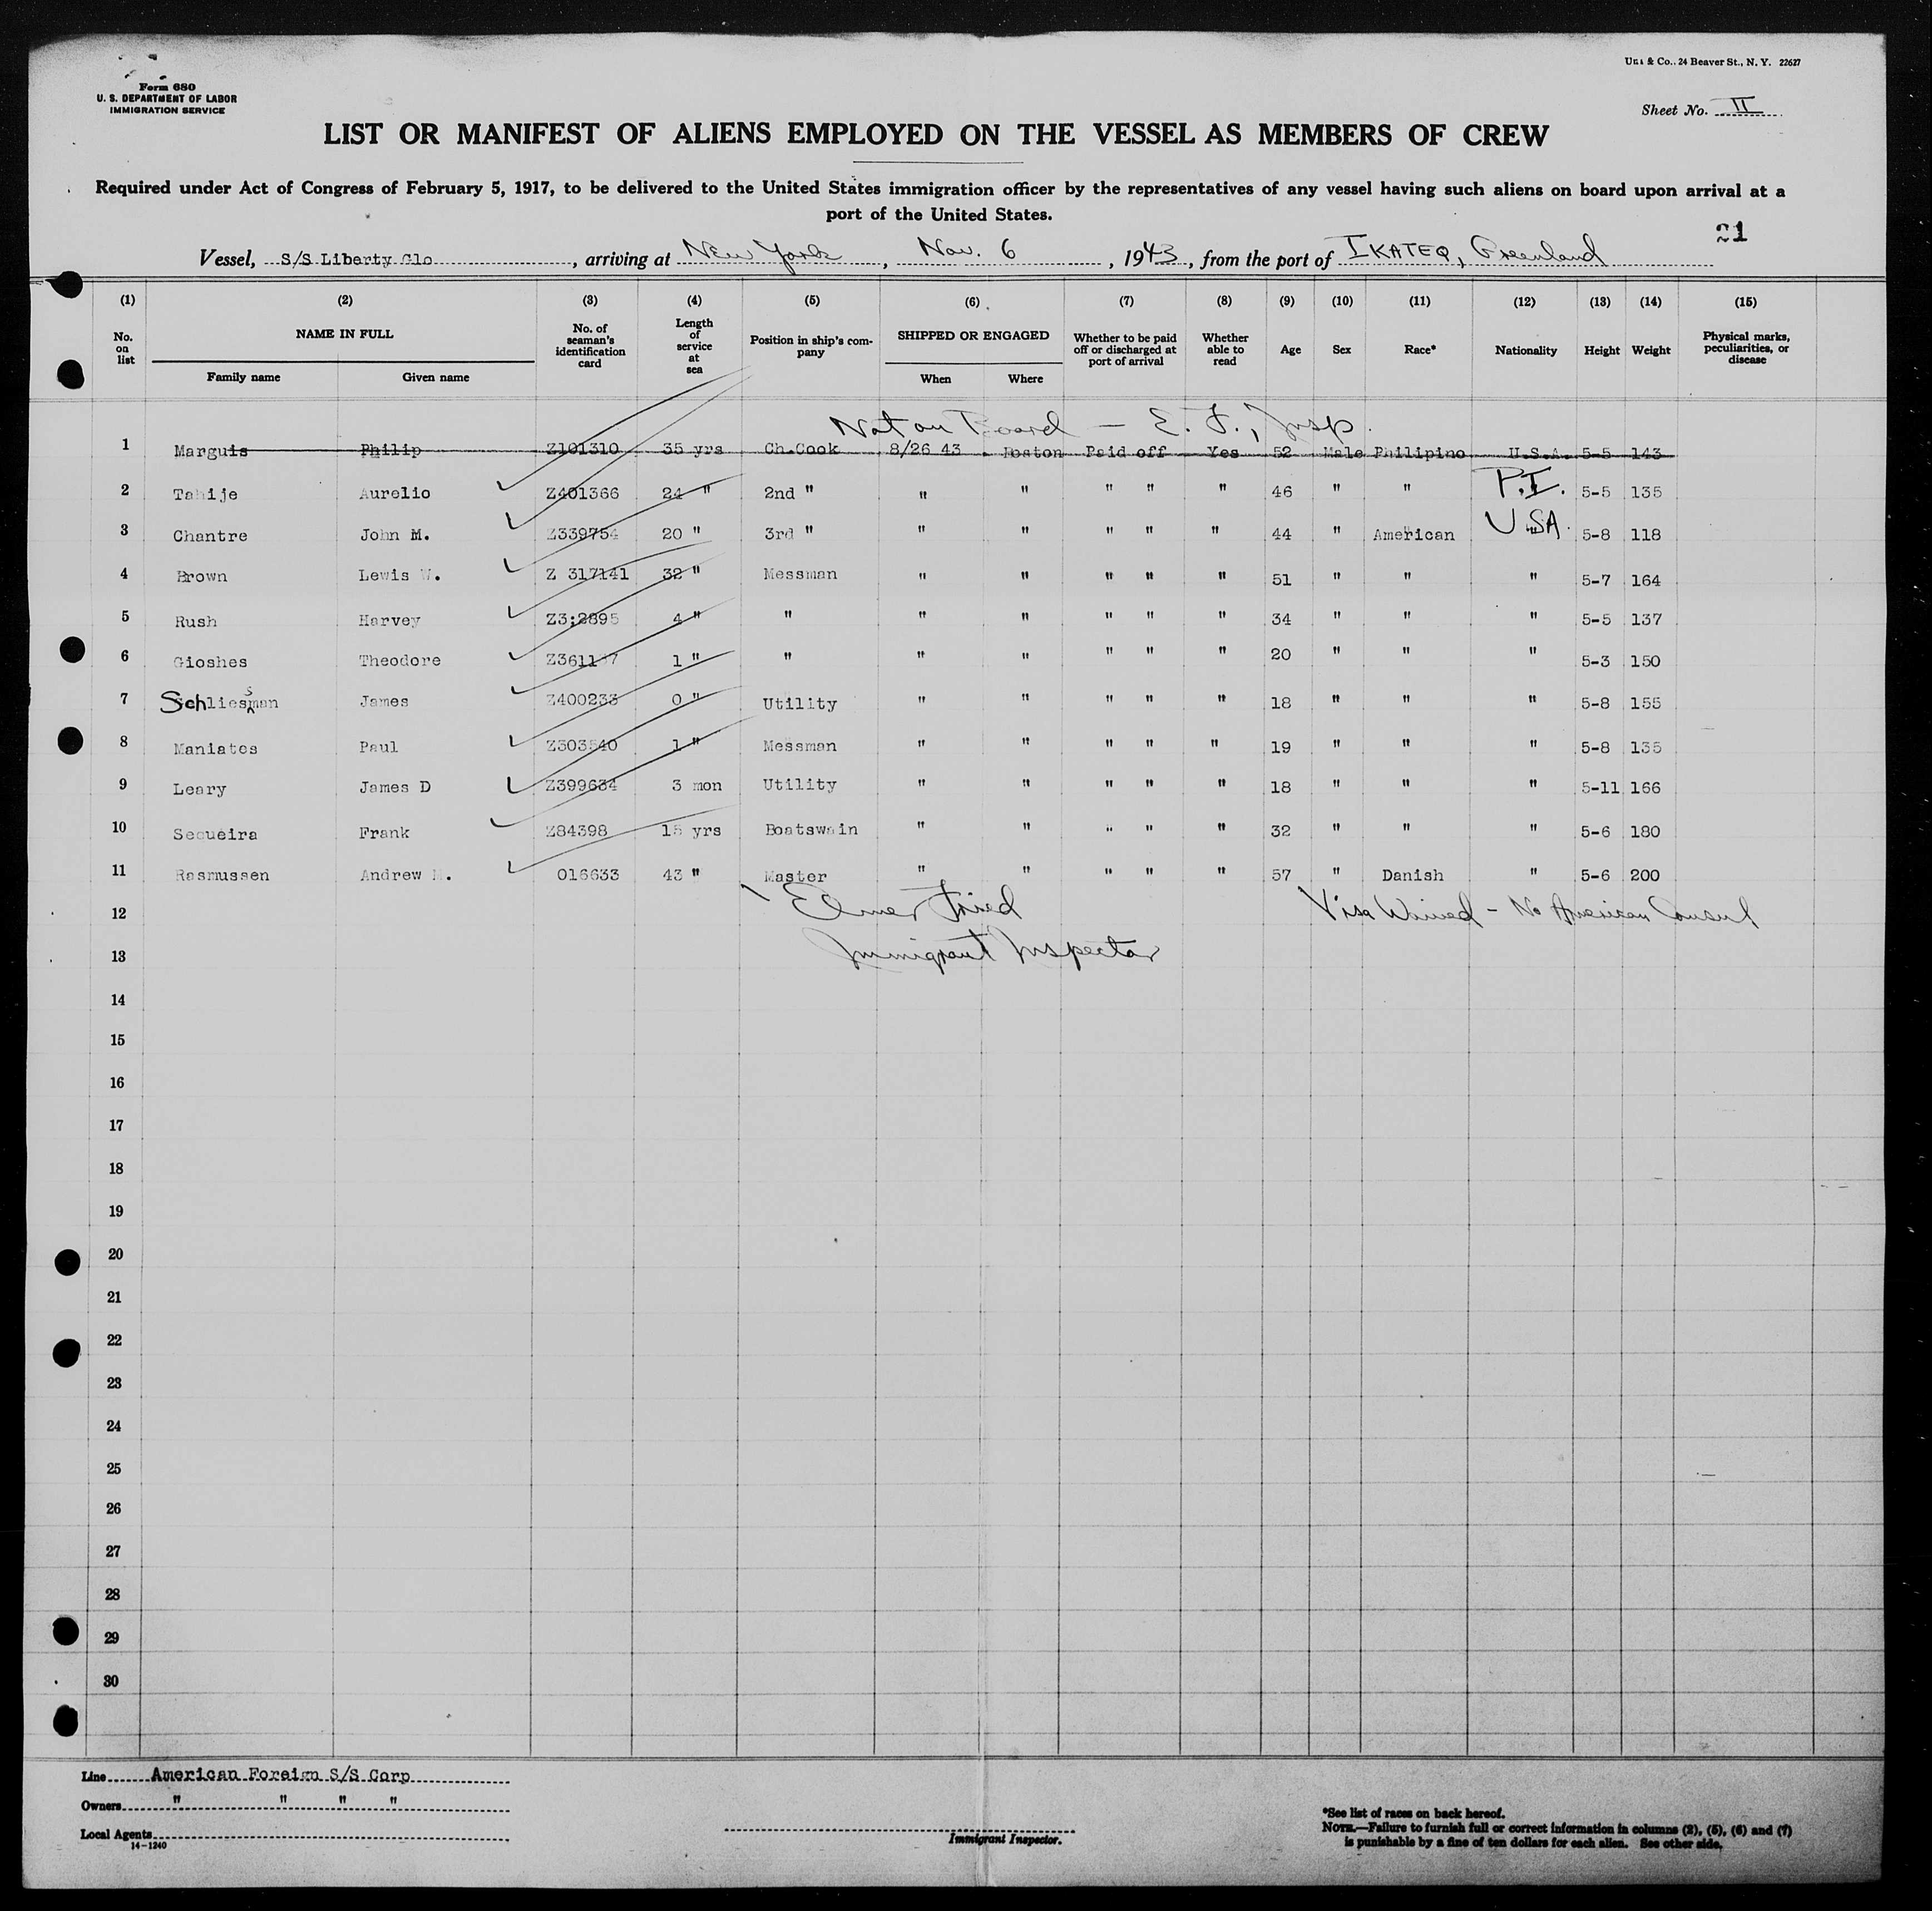 Form 680
U. S. DEPARTMENT OF LABOR
IMMIGRATION SERVICE
& Co., 24 Beaver St., N. Y. 22627
Sheet No. II
LIST OR MANIFEST OF ALIENS EMPLOYED ON THE VESSEL AS MEMBERS OF CREW
Required under Act of Congress of February 5, 1917, to be delivered to the United States immigration officer by the representatives of any vessel having such aliens on board upon arrival at a
port of the United States.
21
Vessel, S/S Liberty Glo, arriving at New York, Nov. 6, 1943, from the port of IKATEQ, Greenland
(1) (2) (3) (4) (5) (6) (7) (8) (9) (10) (11) (12) (13) (14) (15)
No. on list
NAME IN FULL
Family name Given name
No. of seaman's identification card
Length of service at sea
Position in ship's company
SHIPPED OR ENGAGED
When Where
Whether to be paid off or discharged at port of arrival
Whether able to read
Age
Sex
Race*
Nationality
Height
Weight
Physical marks, peculiarities, or disease
Not on Board — E. F., Insp.
1 Marguis Philip Z101310 35 yrs Ch.Cook 8/26 43 Boston Paid off Yes 52 Male Philipino U.S.A. 5-5 143
2 Tahije Aurelio Z401366 24 " 2nd " " " " " " 46 " " P.I. 5-5 135
3 Chantre John M. Z339754 20 " 3rd " " " " " " 44 " American USA. 5-8 118
4 Brown Lewis W. Z 317141 32 " Messman " " " " " 51 " " " 5-7 164
5 Rush Harvey 4 " " " " " " " 34 " " " 5-5 137
6 Gioshes Theodore 1 " " " " " " " 20 " " " 5-3 150
7 Schliessman James Z400233 0 " Utility " " " " " 18 " " " 5-8 155
8 Maniatos Paul Z303540 1 " Messman " " " " " 19 " " " 5-8 135
9 Leary James D Z399634 3 mon Utility " " " " " 18 " " " 5-11 166
10 Secueira Frank Z84398 15 yrs Boatswain " " " " " 32 " " " 5-6 180
11 Rasmussen Andrew M. 016633 43 " Master " " " " " 57 " Danish " 5-6 200
12 Elmer Fried Visa Waived - No American Consul
13 Immigrant Inspector
14
15
16
17
18
19
20
21
22
23
24
25
26
27
28
29
30
Line American Foreign S/S Corp
Owners " " " "
Local Agents
14-1240
Immigrant Inspector.
*See list of races on back hereof.
NOTE.—Failure to furnish full or correct information in columns (2), (5), (6) and (7)
is punishable by a fine of ten dollars for each alien. See other side.